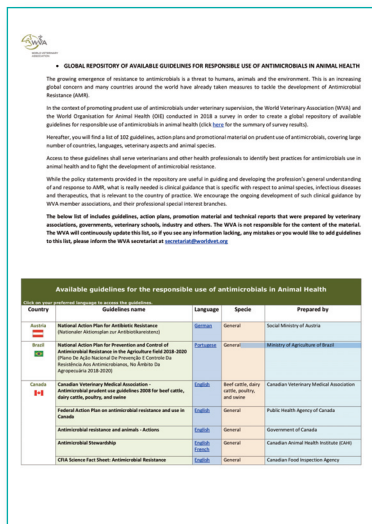 WVA
WORLD VETERINARY
ASSOCIATION
• GLOBAL REPOSITORY OF AVAILABLE GUIDELINES FOR RESPONSIBLE USE OF ANTIMICROBIALS IN ANIMAL HEALTH
The growing emergence of resistance to antimicrobials is a threat to humans, animals and the environment. This is an increasing
global concern and many countries around the world have already taken measures to tackle the development of Antimicrobial
Resistance (AMR).
In the context of promoting prudent use of antimicrobials under veterinary supervision, the World Veterinary Association (WVA) and
the World Organisation for Animal Health (OIE) conducted in 2018 a survey in order to create a global repository of available
guidelines for responsible use of antimicrobials in animal health (click here for the summary of survey results).
Hereafter, you will find a list of 102 guidelines, action plans and promotional material on prudent use of antimicrobials, covering large
number of countries, languages, veterinary aspects and animal species.
Access to these guidelines shall serve veterinarians and other health professionals to identify best practices for antimicrobials use in
animal health and to fight the development of antimicrobial resistance.
While the policy statements provided in the repository are useful in guiding and developing the profession's general understanding
of and response to AMR, what is really needed is clinical guidance that is specific with respect to animal species, infectious diseases
and therapeutics, that is relevant to the country of practice. We encourage the ongoing development of such clinical guidance by
WVA member associations, and their professional special interest branches.
The below list of includes guidelines, action plans, promotion material and technical reports that were prepared by veterinary
associations, governments, veterinary schools, industry and others. The WVA is not responsible for the content of the material.
The WVA will continuously update this list, so if you see any information lacking, any mistakes or you would like to add guidelines
to this list, please inform the WVA secretariat at secretariat@worldvet.org
Available guidelines for the responsible use of antimicrobials in Animal Health
Click on your preferred language to access the guidelines.
Country Guidelines name Language Specie Prepared by
Austria National Action Plan for Antibiotic Resistance German General Social Ministry of Austria
(Nationaler Aktionsplan zur Antibiotikaresistenz)
Brazil National Action Plan for Prevention and Control of Portuguese General Ministry of Agriculture of Brazil
Antimicrobial Resistance in the Agriculture field 2018-2020
(Plano De Ação Nacional De Prevenção E Controle Da
Resistência Aos Antimicrobianos, No Âmbito Da
Agropecuária 2018-2020)
Canada Canadian Veterinary Medical Association - English Beef cattle, dairy Canadian Veterinary Medical Association
Antimicrobial prudent use guidelines 2008 for beef cattle, cattle, poultry,
dairy cattle, poultry, and swine and swine
Federal Action Plan on antimicrobial resistance and use in English General Public Health Agency of Canada
Canada
Antimicrobial resistance and animals - Actions English General Government of Canada
Antimicrobial Stewardship English General Canadian Animal Health Institute (CAHI)
French
CFIA Science Fact Sheet: Antimicrobial Resistance English General Canadian Food Inspection Agency